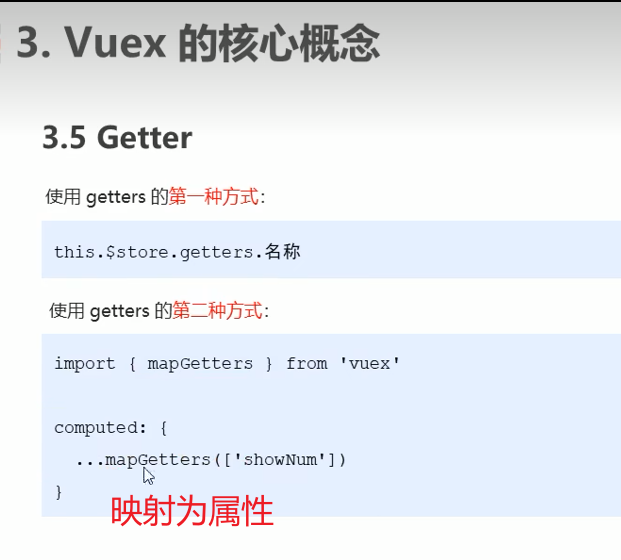 3. Vuex 的核心概念
3.5 Getter
使用 getters 的第一种方式：
this.$store.getters.名称
使用 getters 的第二种方式：
import { mapGetters } from 'vuex'
computed: {
...mapGetters(['showNum'])
}
映射为属性